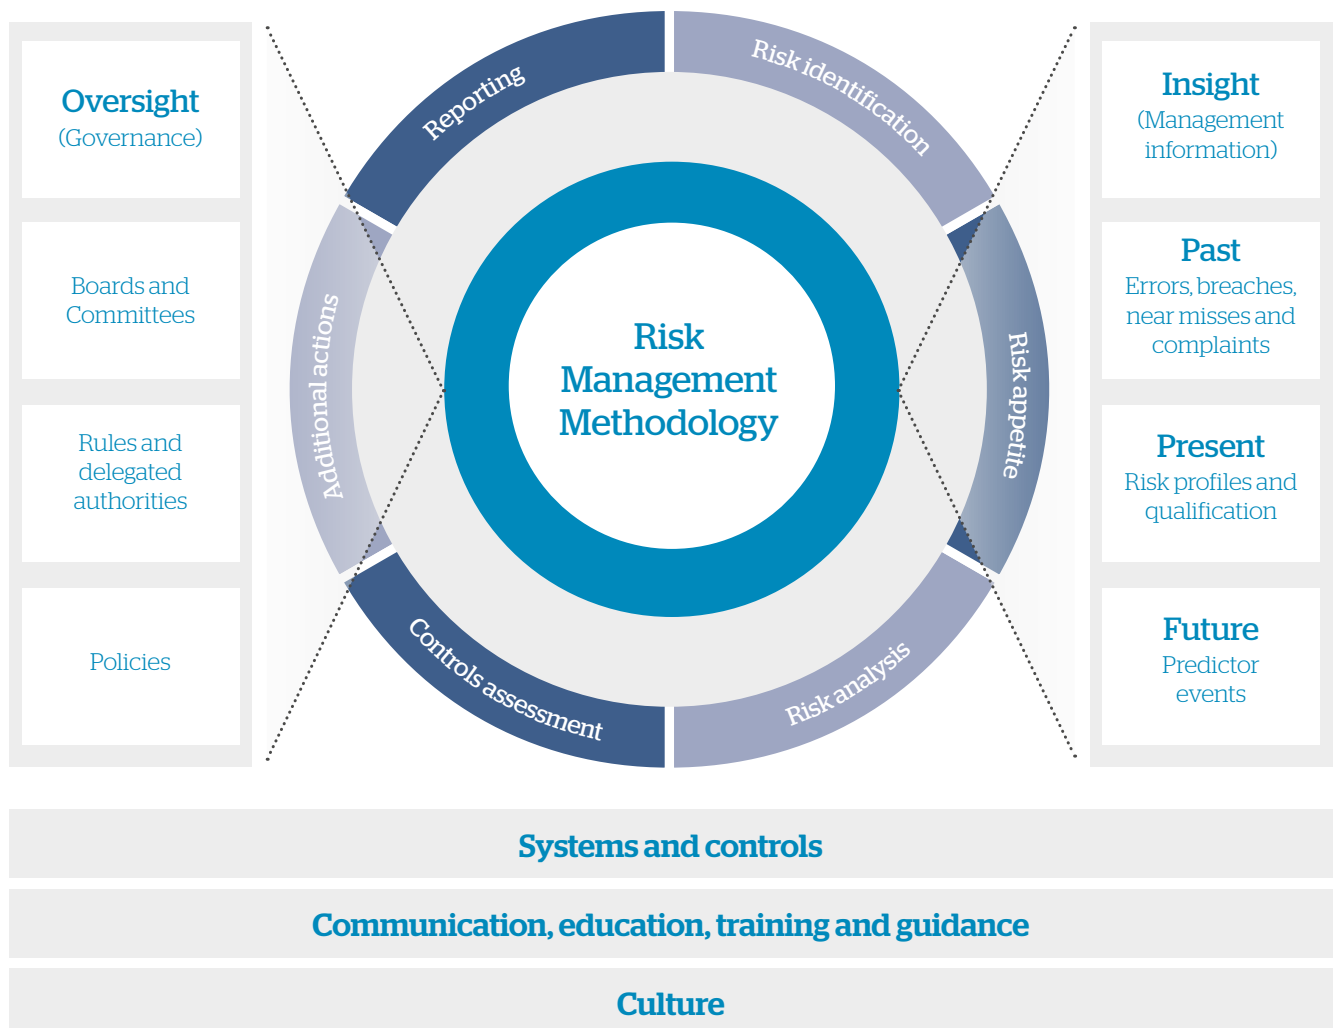 Oversight
(Governance)
Boards and
Committees
Rules and
delegated
authorities
Policies
Reporting
Risk identification
Additional actions
Risk appetite
Controls assessment
Risk analysis
Risk
Management
Methodology
Insight
(Management
information)
Past
Errors, breaches,
near misses and
complaints
Present
Risk profiles and
qualification
Future
Predictor
events
Systems and controls
Communication, education, training and guidance
Culture